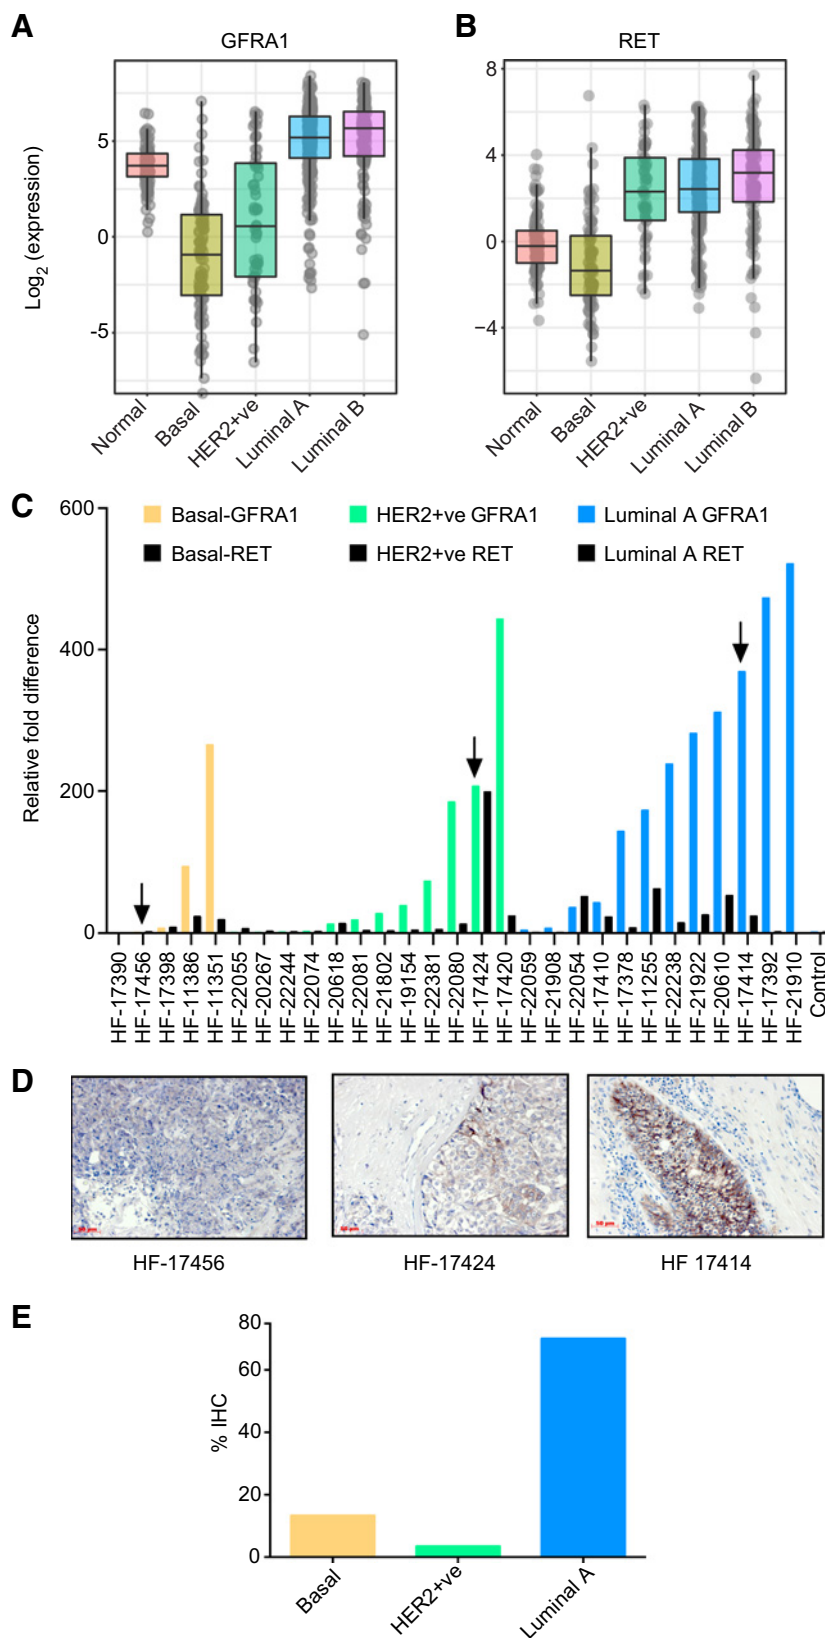 A
GFRA1
Log2 (expression)
5
0
-5
Normal
Basal
HER2+ve
Luminal A
Luminal B
B
RET
8
4
0
−4
Normal
Basal
HER2+ve
Luminal A
Luminal B
C
Relative fold difference
600
400
200
0
Basal-GFRA1
HER2+ve GFRA1
Luminal A GFRA1
Basal-RET
HER2+ve RET
Luminal A RET
HF-17390
HF-17456
HF-17398
HF-11386
HF-11351
HF-22055
HF-20267
HF-22244
HF-22074
HF-20618
HF-22081
HF-21802
HF-19154
HF-22381
HF-22080
HF-17424
HF-17420
HF-22059
HF-21908
HF-22054
HF-17410
HF-17378
HF-11255
HF-22238
HF-21922
HF-20610
HF-17414
HF-17392
HF-21910
Control
D
50 µm
HF-17456
HF-17424
HF 17414
E
% IHC
80
60
40
20
0
Basal
HER2+ve
Luminal A